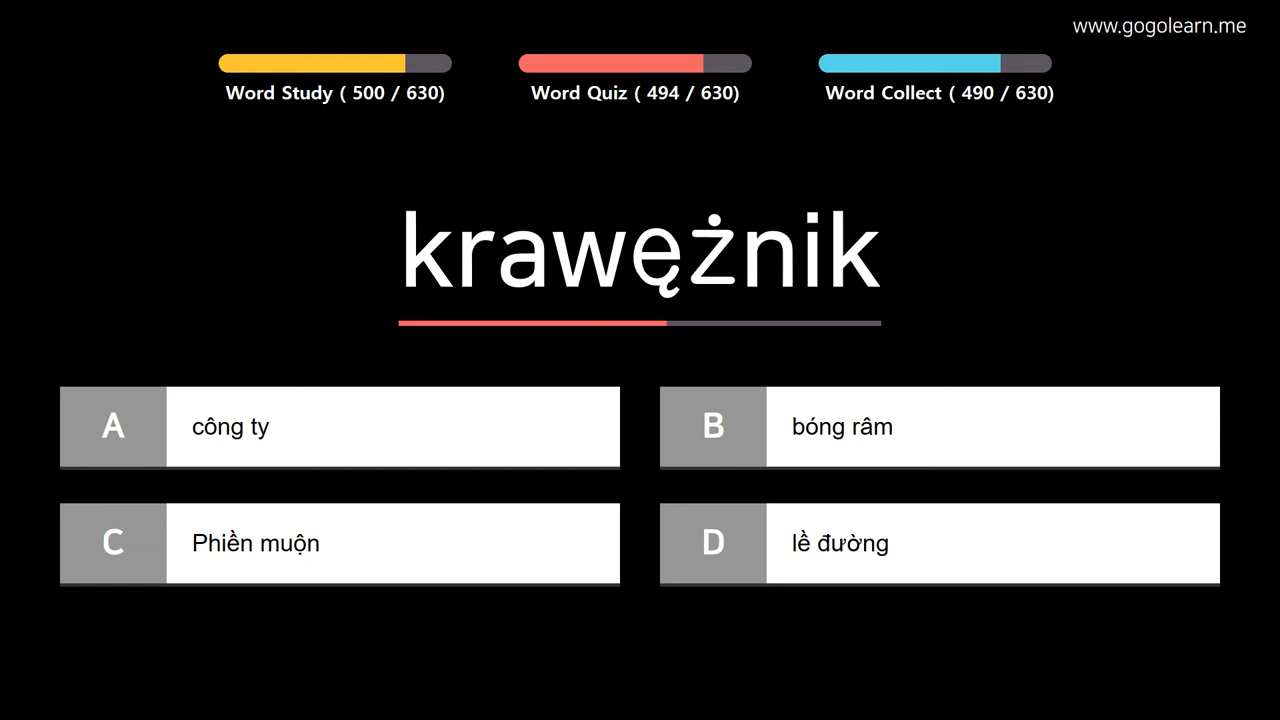 www.gogolearn.me
Word Study ( 500 / 630)
Word Quiz ( 494 / 630)
Word Collect ( 490 / 630)
krawężnik
A công ty
B bóng râm
C Phiền muộn
D lề đường